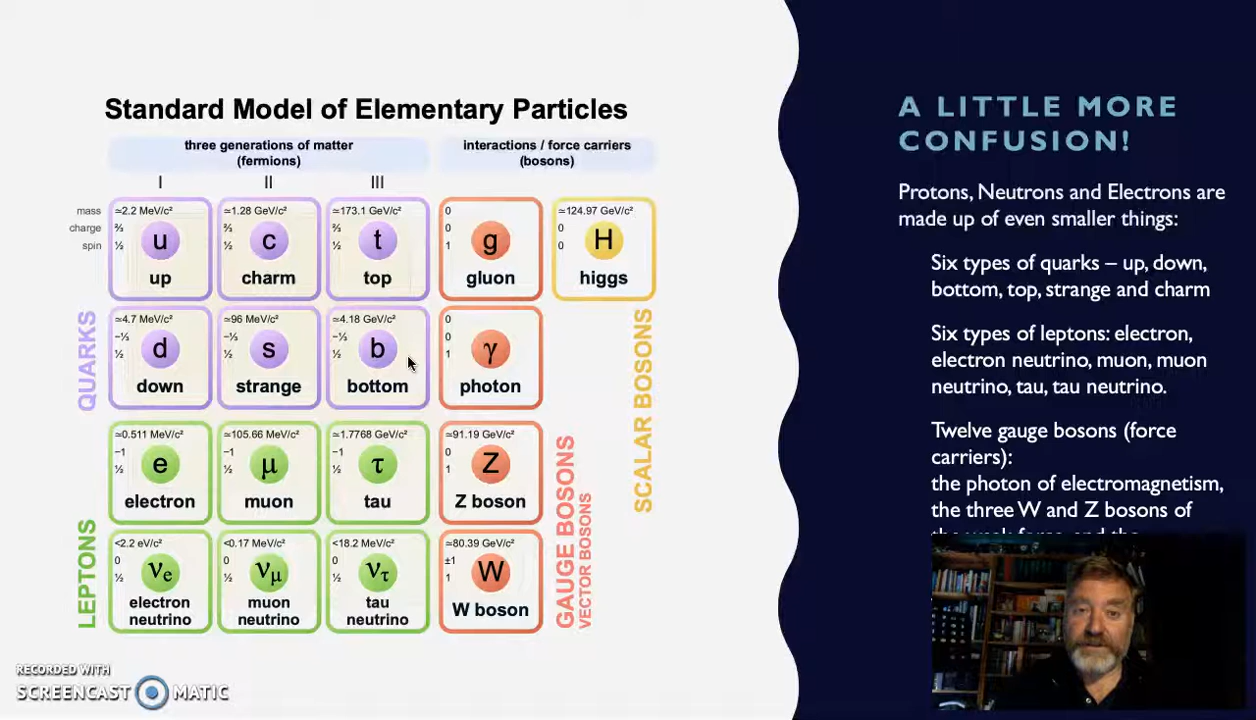 Standard Model of Elementary Particles
three generations of matter
(fermions)
interactions / force carriers
(bosons)
I
II
III
mass
charge
spin
≃2.2 MeV/c²
⅔
½
u
up
≃1.28 GeV/c²
⅔
½
c
charm
≃173.1 GeV/c²
⅔
½
t
top
0
0
1
g
gluon
≃124.97 GeV/c²
0
0
H
higgs
QUARKS
≃4.7 MeV/c²
−⅓
½
d
down
≃96 MeV/c²
−⅓
½
s
strange
≃4.18 GeV/c²
−⅓
½
b
bottom
0
0
1
γ
photon
SCALAR BOSONS
LEPTONS
≃0.511 MeV/c²
−1
½
e
electron
≃105.66 MeV/c²
−1
½
μ
muon
≃1.7768 GeV/c²
−1
½
τ
tau
≃91.19 GeV/c²
0
1
Z
Z boson
GAUGE BOSONS
VECTOR BOSONS
<2.2 eV/c²
0
½
νe
electron
neutrino
<0.17 MeV/c²
0
½
νμ
muon
neutrino
<18.2 MeV/c²
0
½
ντ
tau
neutrino
≃80.39 GeV/c²
±1
1
W
W boson
A LITTLE MORE
CONFUSION!
Protons, Neutrons and Electrons are
made up of even smaller things:
Six types of quarks – up, down,
bottom, top, strange and charm
Six types of leptons: electron,
electron neutrino, muon, muon
neutrino, tau, tau neutrino.
Twelve gauge bosons (force
carriers):
the photon of electromagnetism,
the three W and Z bosons of
the weak force, and the
RECORDED WITH
SCREENCAST MATIC